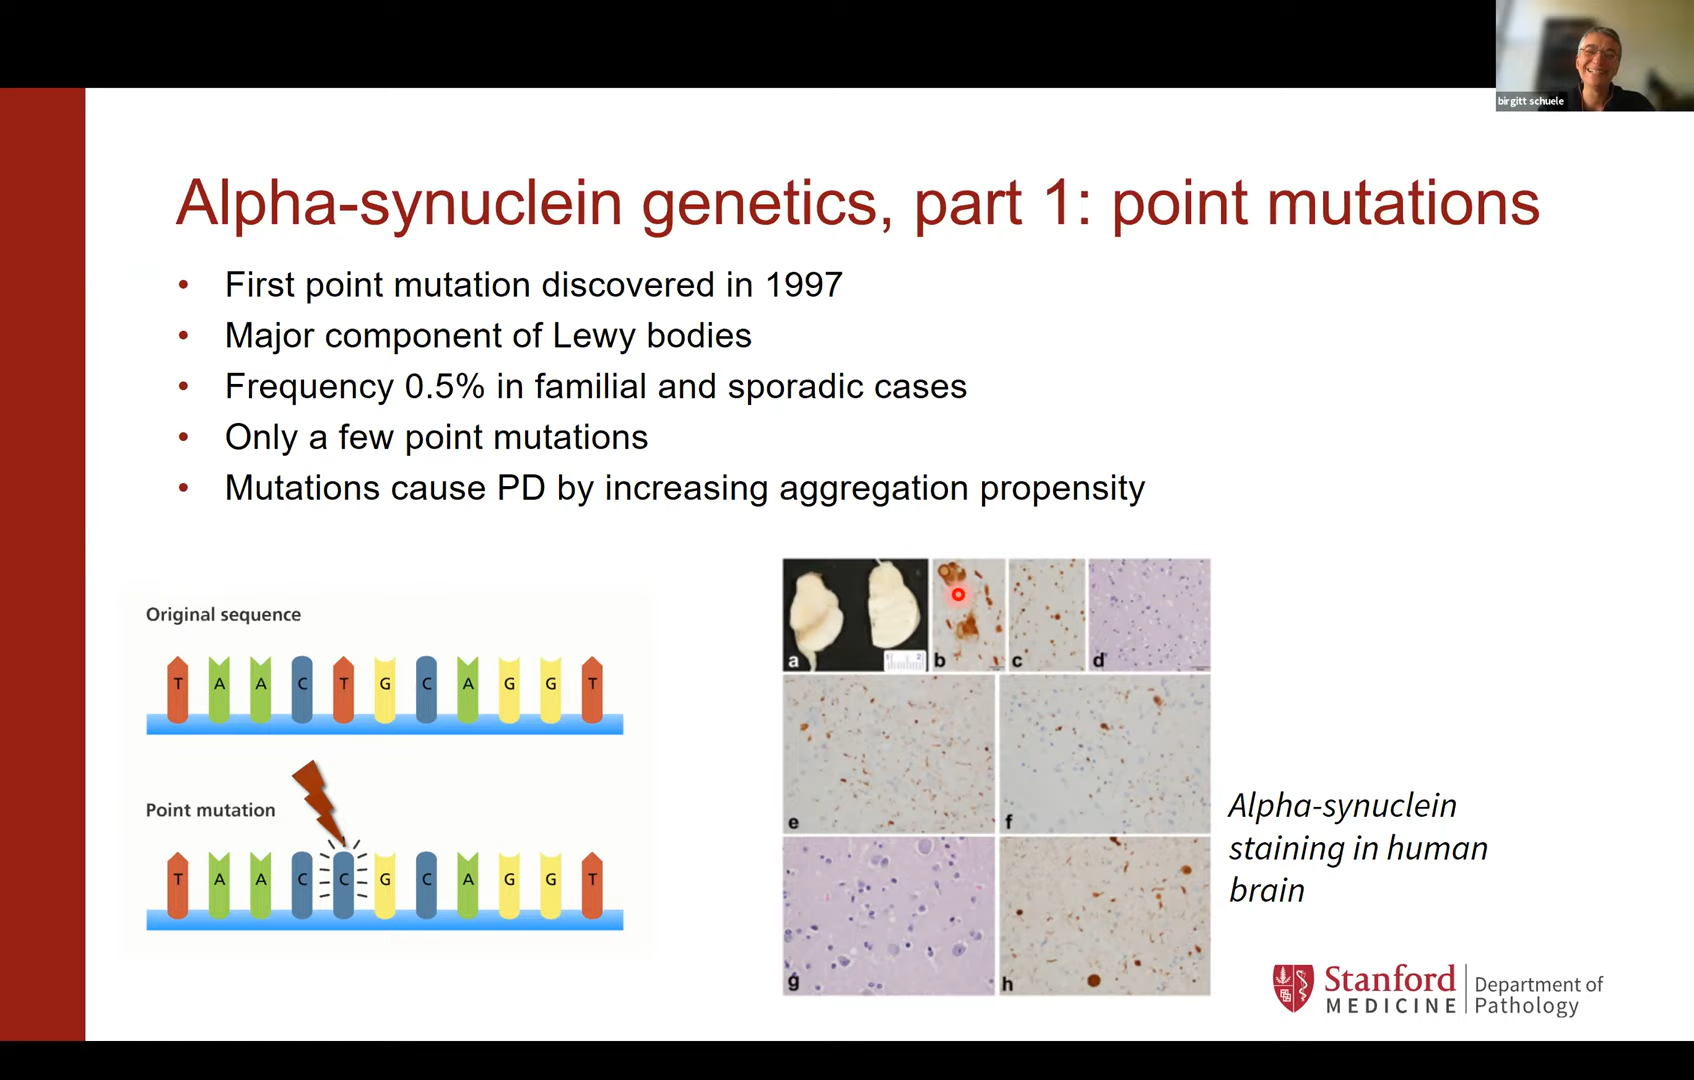 birgitt schuele
Alpha-synuclein genetics, part 1: point mutations
• First point mutation discovered in 1997
• Major component of Lewy bodies
• Frequency 0.5% in familial and sporadic cases
• Only a few point mutations
• Mutations cause PD by increasing aggregation propensity
Original sequence
T A A C T G C A G G T
Point mutation
T A A C C G C A G G T
a b c d
e f
g h
Alpha-synuclein
staining in human
brain
Stanford
MEDICINE
Department of
Pathology